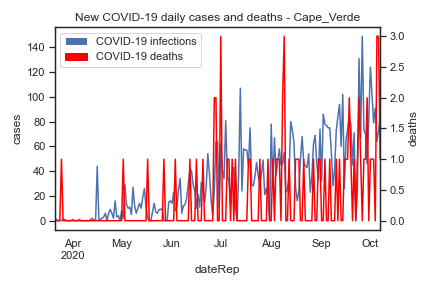 New COVID-19 daily cases and deaths - Cape_Verde
COVID-19 infections
COVID-19 deaths
cases
140
120
100
80
60
40
20
0
deaths
3.0
2.5
2.0
1.5
1.0
0.5
0.0
Apr
2020
May
Jun
Jul
Aug
Sep
Oct
dateRep